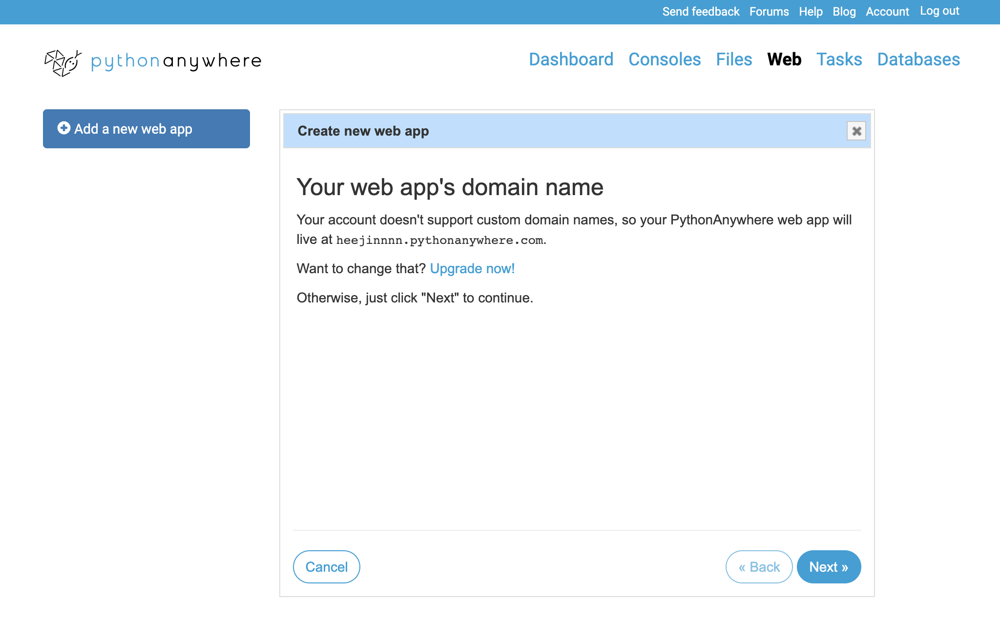 Send feedback Forums Help Blog Account Log out
pythonanywhere
Dashboard Consoles Files Web Tasks Databases
Add a new web app
Create new web app
Your web app's domain name
Your account doesn't support custom domain names, so your PythonAnywhere web app will
live at heejinnnn.pythonanywhere.com.
Want to change that? Upgrade now!
Otherwise, just click "Next" to continue.
Cancel
« Back Next »